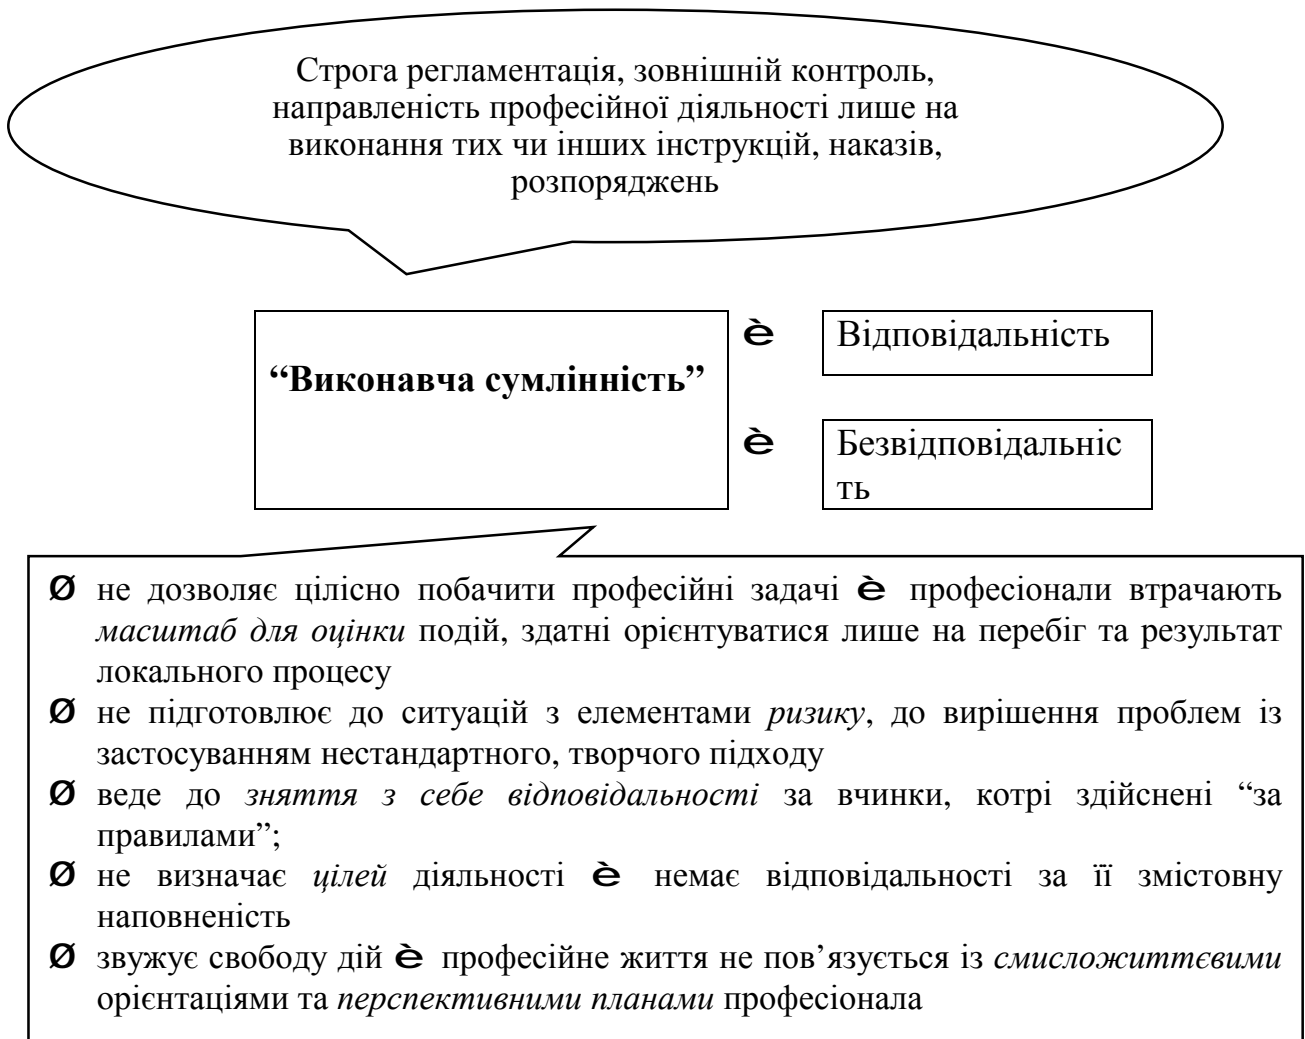 Строга регламентація, зовнішній контроль,
направленість професійної діяльності лише на
виконання тих чи інших інструкцій, наказів,
розпоряджень
“Виконавча сумлінність”
è Відповідальність
è Безвідповідальніс
ть
Ø не дозволяє цілісно побачити професійні задачі è професіонали втрачають
масштаб для оцінки подій, здатні орієнтуватися лише на перебіг та результат
локального процесу
Ø не підготовлює до ситуацій з елементами ризику, до вирішення проблем із
застосуванням нестандартного, творчого підходу
Ø веде до зняття з себе відповідальності за вчинки, котрі здійснені “за
правилами”;
Ø не визначає цілей діяльності è немає відповідальності за її змістовну
наповненість
Ø звужує свободу дій è професійне життя не пов’язується із смисложиттєвими
орієнтаціями та перспективними планами професіонала